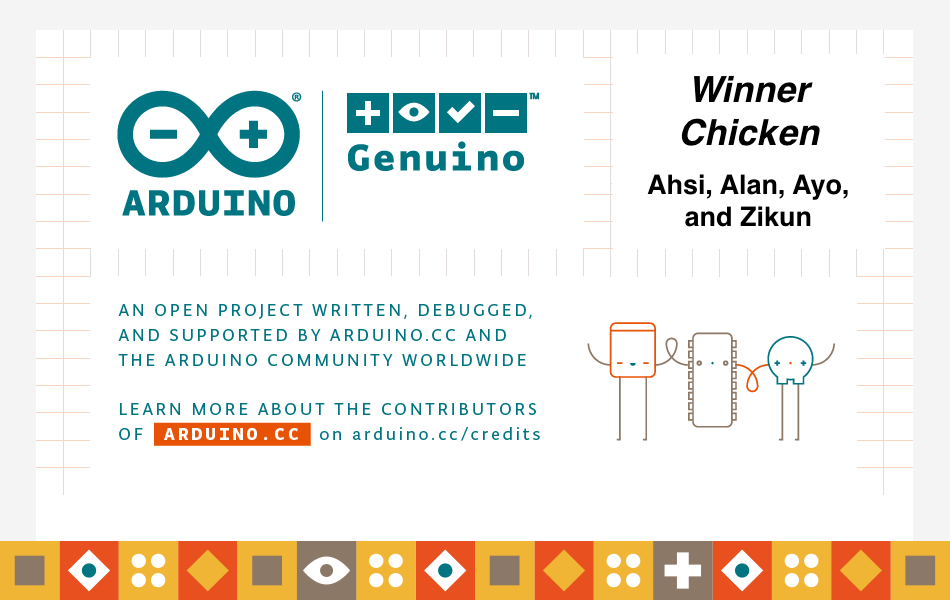 ARDUINO
®
Genuino
™
Winner
Chicken
Ahsi, Alan, Ayo,
and Zikun
AN OPEN PROJECT WRITTEN, DEBUGGED,
AND SUPPORTED BY ARDUINO.CC AND
THE ARDUINO COMMUNITY WORLDWIDE
LEARN MORE ABOUT THE CONTRIBUTORS
OF ARDUINO.CC on arduino.cc/credits